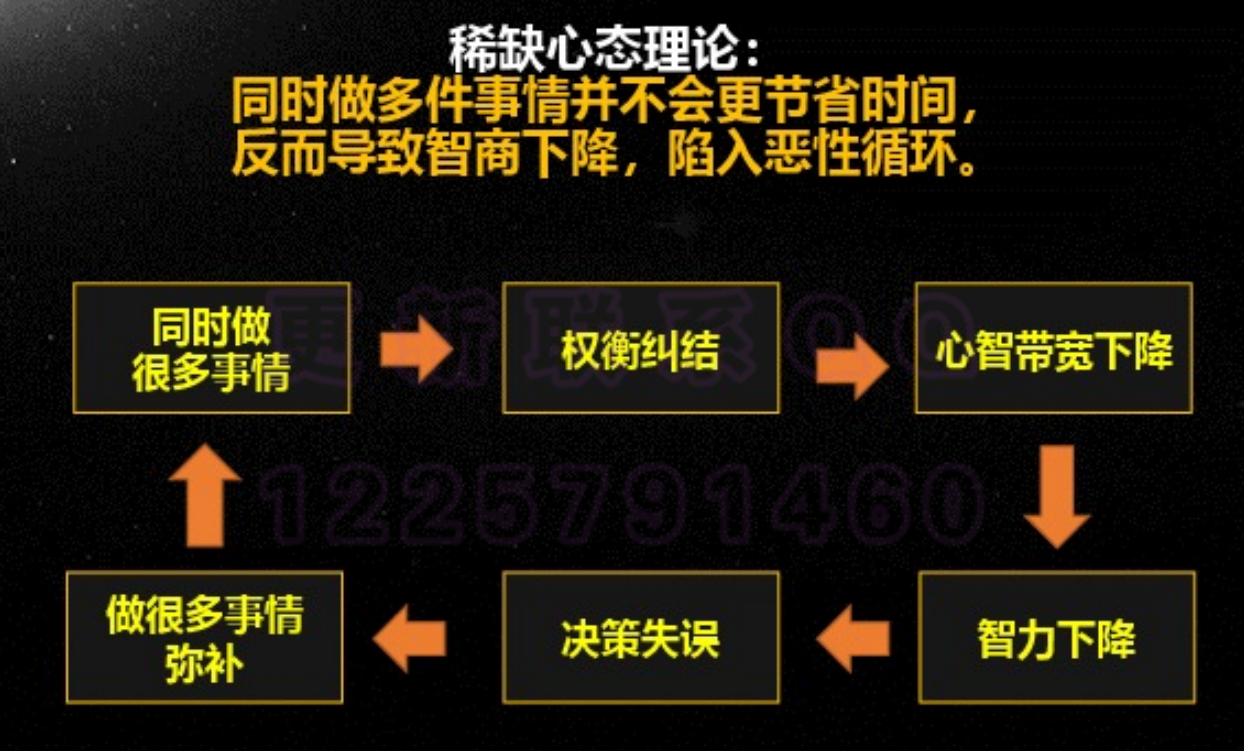 稀缺心态理论：
同时做多件事情并不会更节省时间，
反而导致智商下降，陷入恶性循环。
同时做
很多事情
权衡纠结
心智带宽下降
更新联系QQ
1225791460
做很多事情
弥补
决策失误
智力下降